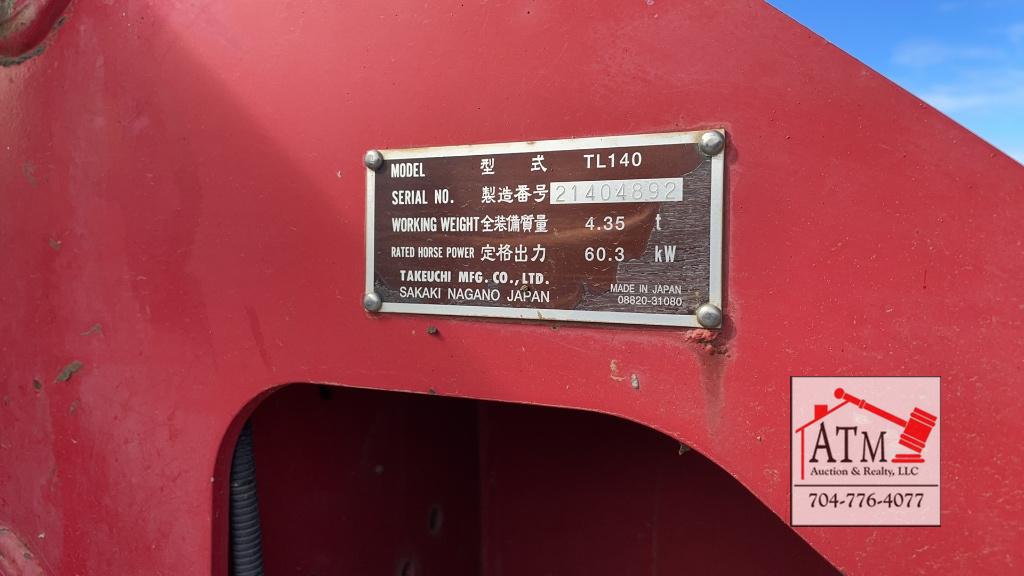 MODEL 型式 TL140
SERIAL NO. 製造番号 21404892
WORKING WEIGHT 全装備質量 4.35 t
RATED HORSE POWER 定格出力 60.3 kW
TAKEUCHI MFG. CO., LTD.
SAKAKI NAGANO JAPAN
MADE IN JAPAN
08820-31080
ATM
Auction & Realty, LLC
704-776-4077